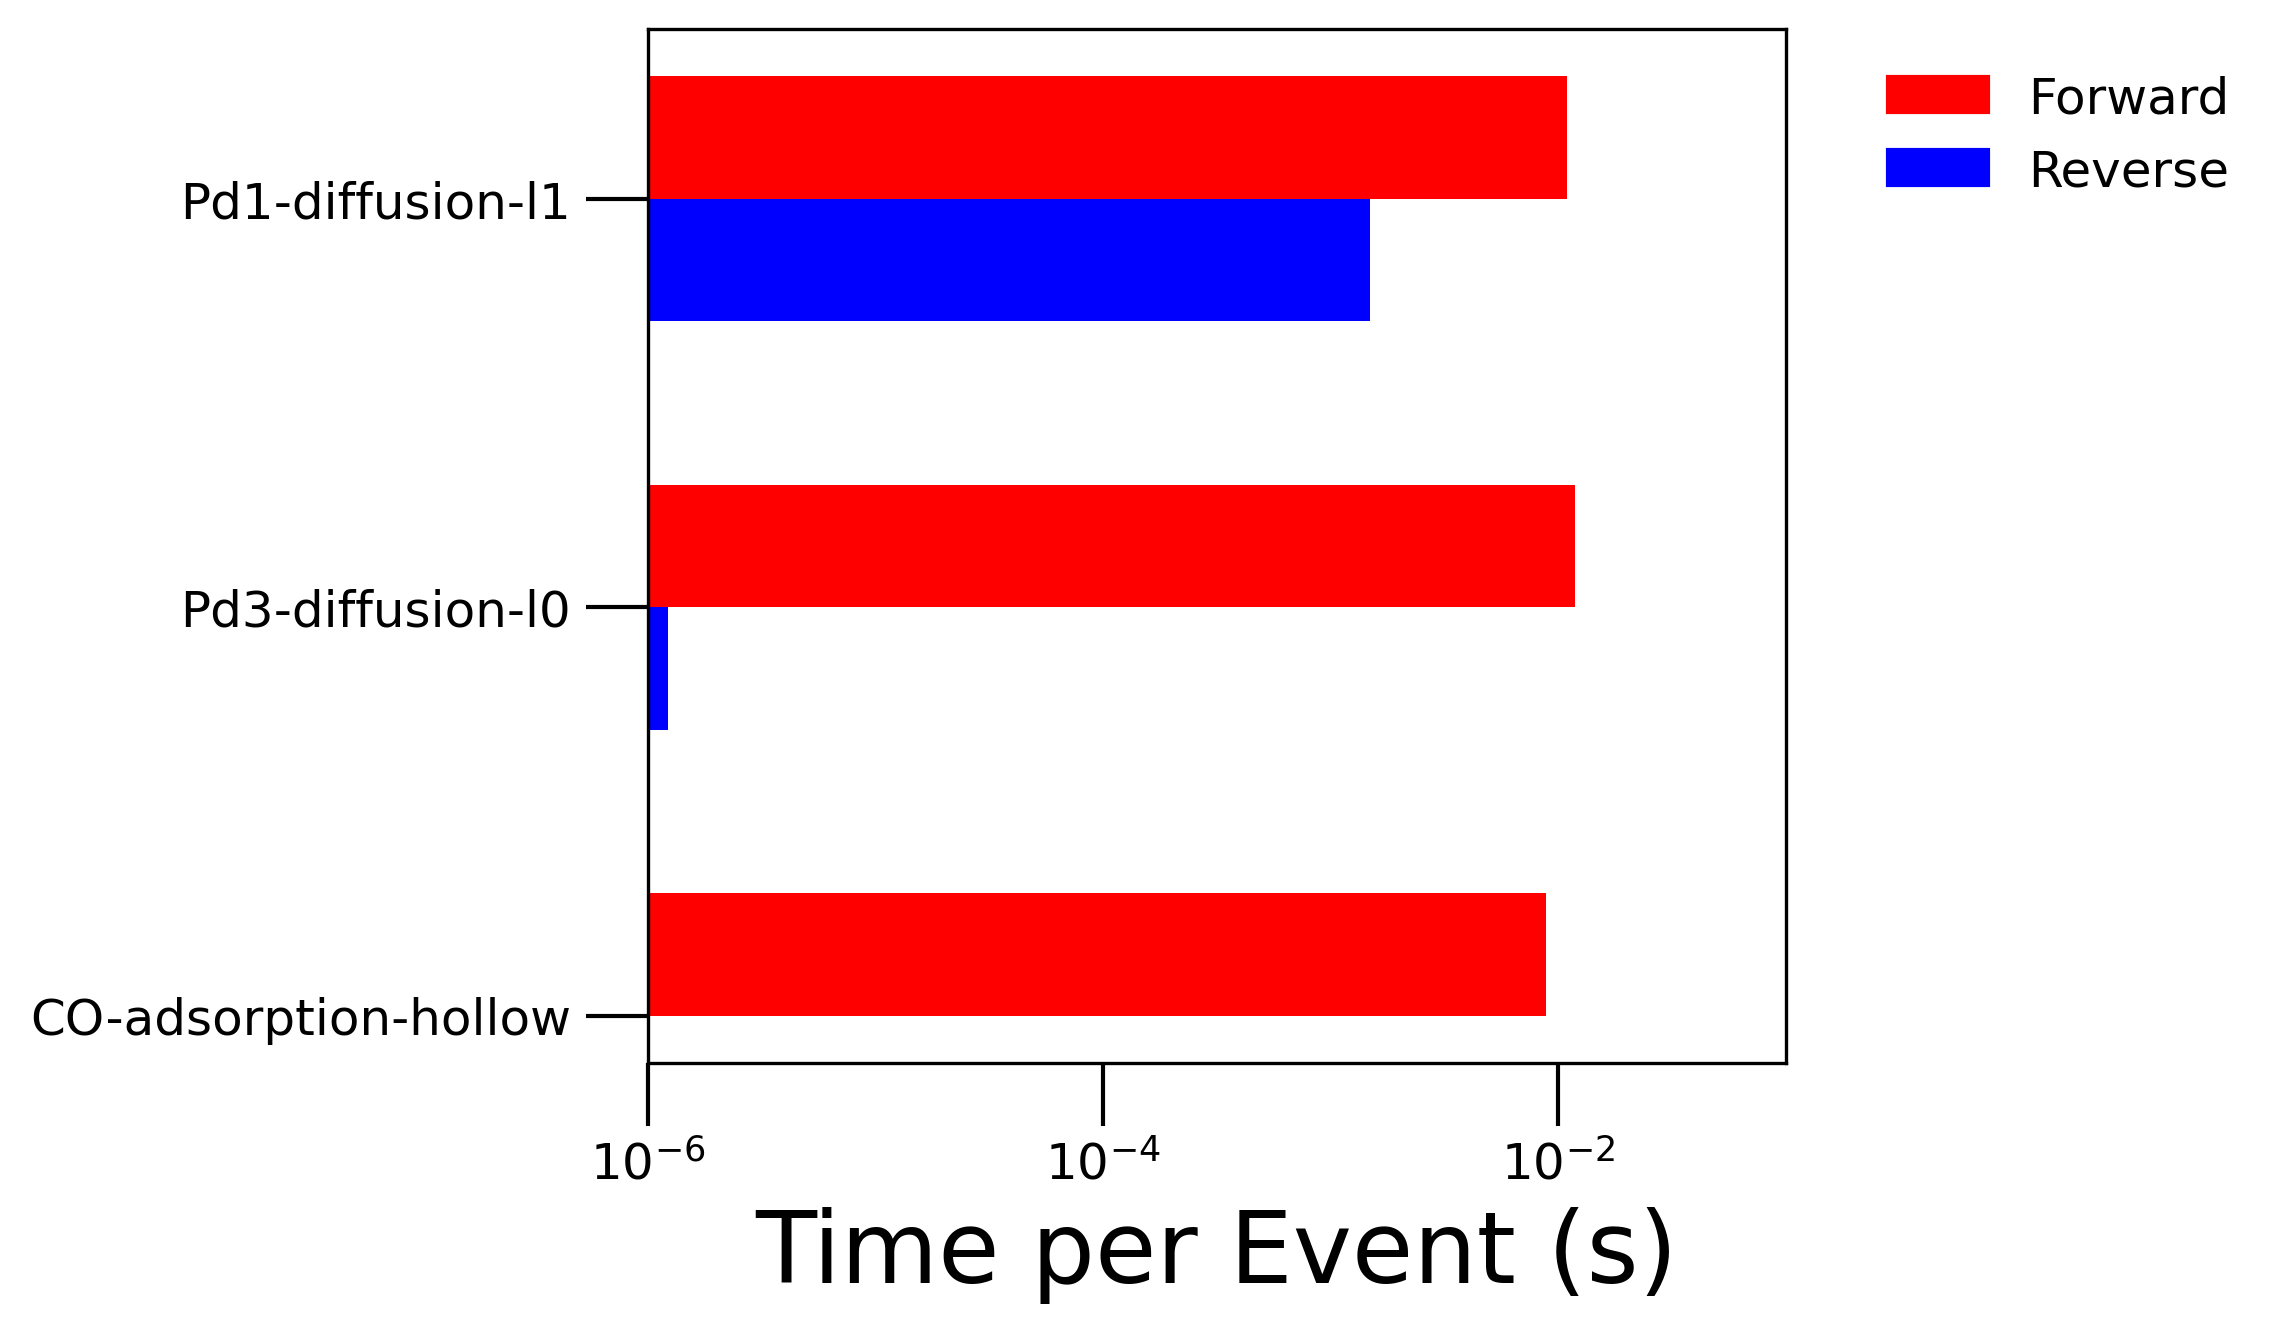 Forward
Reverse
Pd1-diffusion-l1
Pd3-diffusion-l0
CO-adsorption-hollow
10⁻⁶ 10⁻⁴ 10⁻²
Time per Event (s)